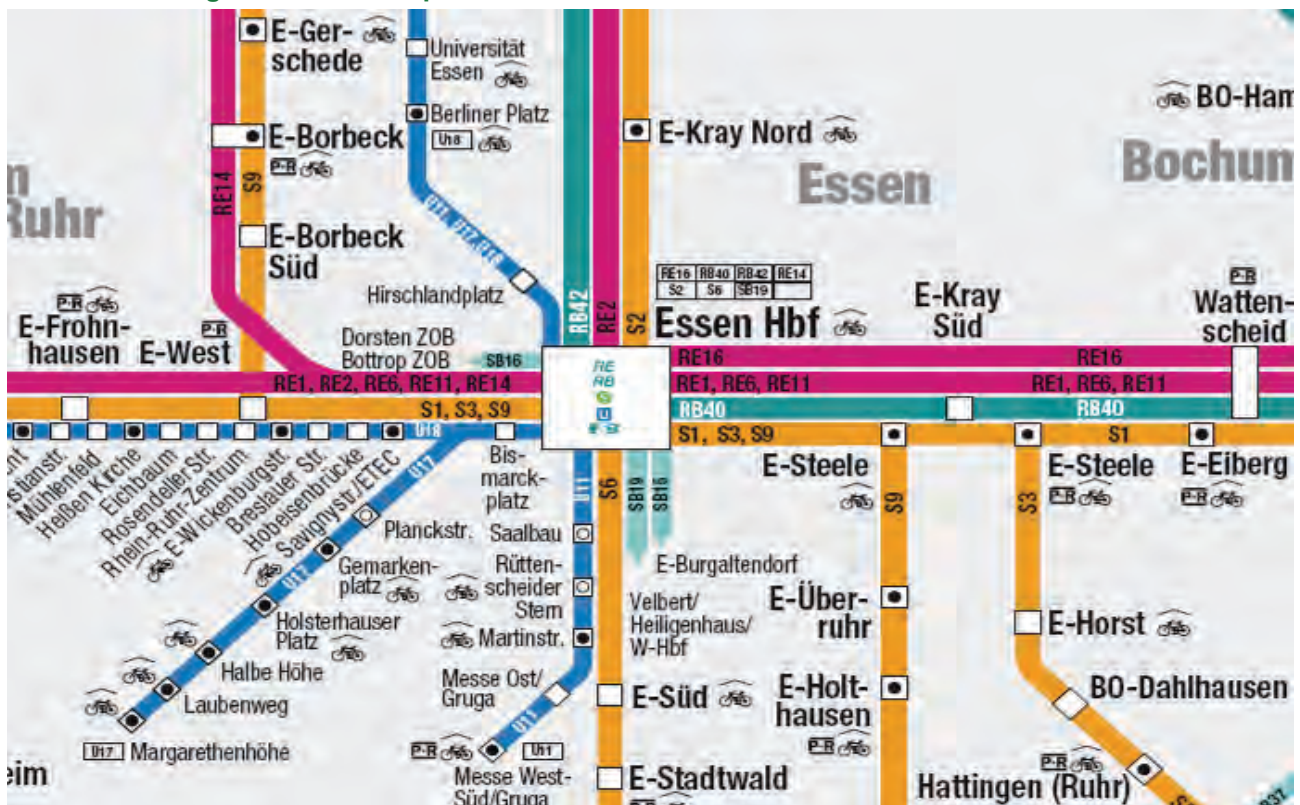 E-Ger-
schede
Universität
Essen
Berliner Platz
U18
E-Borbeck
P+R
S9
RE14
E-Borbeck
Süd
U11, U17, U18
Hirschlandplatz
RB42
RE2
S2
E-Kray Nord
Essen
Bochum
Ruhr
RE16 RB40 RB42 RE14
S2 S6 SB19
Essen Hbf
E-Kray
Süd
P+R
Watten-
scheid
P+R
E-Frohn-
hausen
P+R
E-West
Dorsten ZOB
Bottrop ZOB
SB16
RE
RB
U
RE16
RE16
RE1, RE2, RE6, RE11, RE14
RE1, RE6, RE11
RE1, RE6, RE11
RB40
RB40
S1, S3, S9
S1, S3, S9
S1
U18
U17
Mühlenfeld
Heißen Kirche
Eichbaum
Rosendeller Str.
Rhein-Ruhr-Zentrum
E-Wickenburgstr.
Breslauer Str.
Hobeisenbrücke
Savignystr./ETEC
Bis-
marck-
platz
U11
S6
SB19
SB16
E-Steele
S9
S3
E-Steele
P+R
E-Eiberg
P+R
Planckstr.
Saalbau
U17
Gemarken-
platz
Rütten-
scheider
Stern
E-Burgaltendorf
Velbert/
Heiligenhaus/
W-Hbf
E-Über-
ruhr
Holsterhauser
Platz
Martinstr.
E-Horst
Halbe Höhe
Laubenweg
Messe Ost/
Gruga
E-Süd
E-Holt-
hausen
P+R
BO-Dahlhausen
U11
U17
Margarethenhöhe
P+R
U11
Messe West-
Süd/Gruga
E-Stadtwald
P+R
Hattingen (Ruhr)